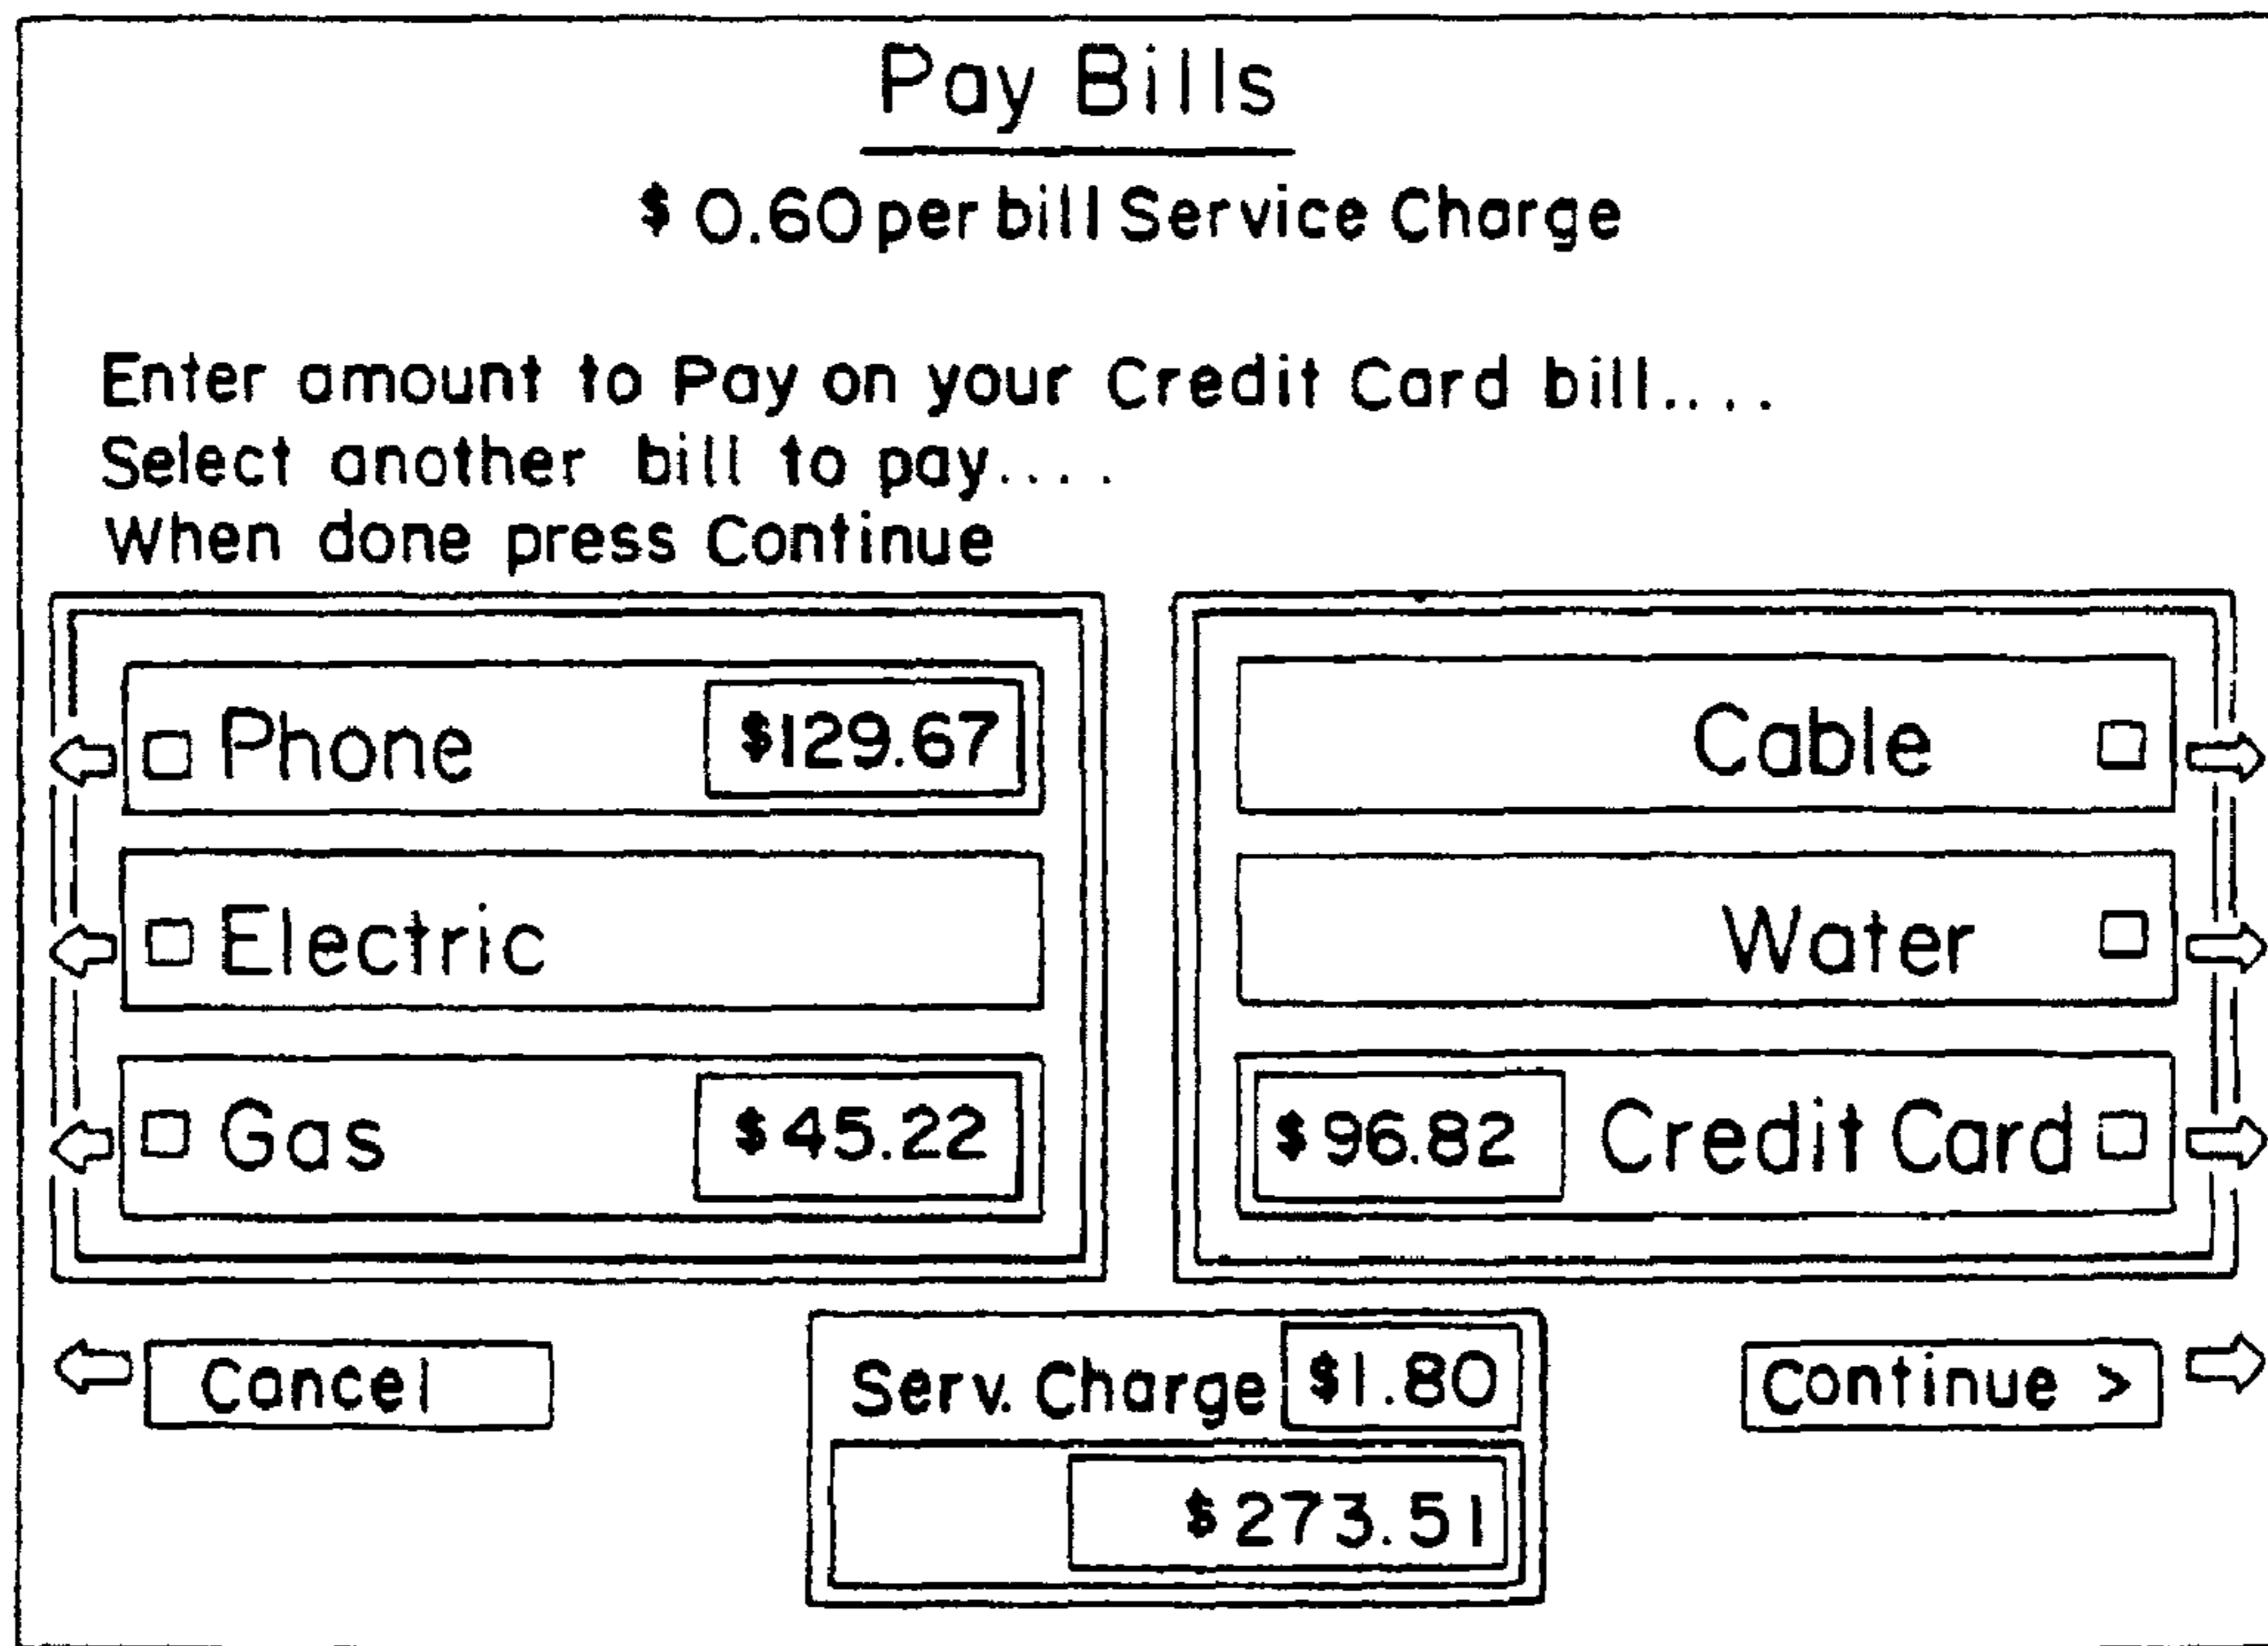 Pay Bills
$0.60 per bill Service Charge
Enter amount to Pay on your Credit Card bill....
Select another bill to pay....
When done press Continue
Phone $129.67
Electric
Gas $45.22
Cable
Water
$96.82 Credit Card
Cancel
Serv. Charge $1.80
$273.51
Continue >